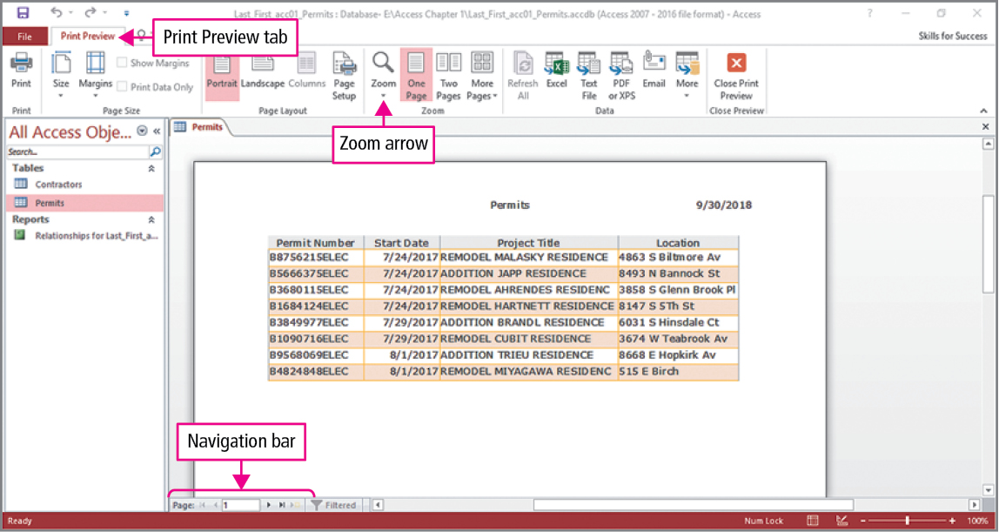 Last_First_acc01_Permits : Database- E:\Access Chapter 1\Last_First_acc01_Permits.accdb (Access 2007 - 2016 file format) - Access
?
File Print Preview Skills for Success
Print Preview tab
Show Margins
Print Data Only
Print Size Margins Portrait Landscape Columns Page Setup Zoom One Page Two Pages More Pages Refresh All Excel Text File PDF or XPS Email More Close Print Preview
Print Page Size Page Layout Zoom Data Close Preview
Zoom arrow
All Access Obje...
Search...
Tables
Contractors
Permits
Reports
Relationships for Last_First_a...
Permits
Permits 9/30/2018
Permit Number Start Date Project Title Location
B8756215ELEC 7/24/2017 REMODEL MALASKY RESIDENCE 4863 S Biltmore Av
B5666375ELEC 7/24/2017 ADDITION JAPP RESIDENCE 8493 N Bannock St
B3680115ELEC 7/24/2017 REMODEL AHRENDES RESIDENC 3858 S Glenn Brook Pl
B1684124ELEC 7/24/2017 REMODEL HARTNETT RESIDENCE 8147 S 5Th St
B3849977ELEC 7/29/2017 ADDITION BRANDL RESIDENCE 6031 S Hinsdale Ct
B1090716ELEC 7/29/2017 REMODEL CUBIT RESIDENCE 3674 W Teabrook Av
B9568069ELEC 8/1/2017 ADDITION TRIEU RESIDENCE 8668 E Hopkirk Av
B4824848ELEC 8/1/2017 REMODEL MIYAGAWA RESIDENC 515 E Birch
Navigation bar
Page: 1 Filtered
Ready Num Lock 100%